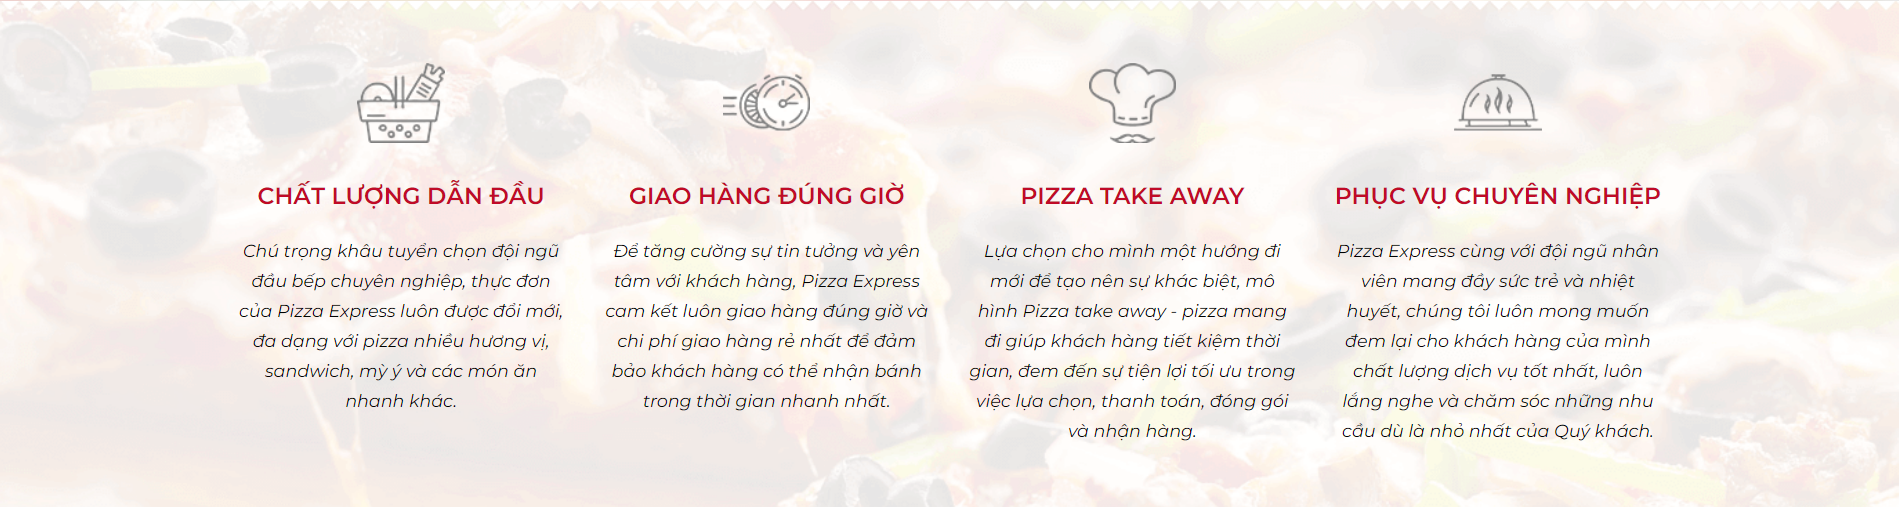 CHẤT LƯỢNG DẪN ĐẦU
Chú trọng khâu tuyển chọn đội ngũ
đầu bếp chuyên nghiệp, thực đơn
của Pizza Express luôn được đổi mới,
đa dạng với pizza nhiều hương vị,
sandwich, mỳ ý và các món ăn
nhanh khác.
GIAO HÀNG ĐÚNG GIỜ
Để tăng cường sự tin tưởng và yên
tâm với khách hàng, Pizza Express
cam kết luôn giao hàng đúng giờ và
chi phí giao hàng rẻ nhất để đảm
bảo khách hàng có thể nhận bánh
trong thời gian nhanh nhất.
PIZZA TAKE AWAY
Lựa chọn cho mình một hướng đi
mới để tạo nên sự khác biệt, mô
hình Pizza take away - pizza mang
đi giúp khách hàng tiết kiệm thời
gian, đem đến sự tiện lợi tối ưu trong
việc lựa chọn, thanh toán, đóng gói
và nhận hàng.
PHỤC VỤ CHUYÊN NGHIỆP
Pizza Express cùng với đội ngũ nhân
viên mang đầy sức trẻ và nhiệt
huyết, chúng tôi luôn mong muốn
đem lại cho khách hàng của mình
chất lượng dịch vụ tốt nhất, luôn
lắng nghe và chăm sóc những nhu
cầu dù là nhỏ nhất của Quý khách.